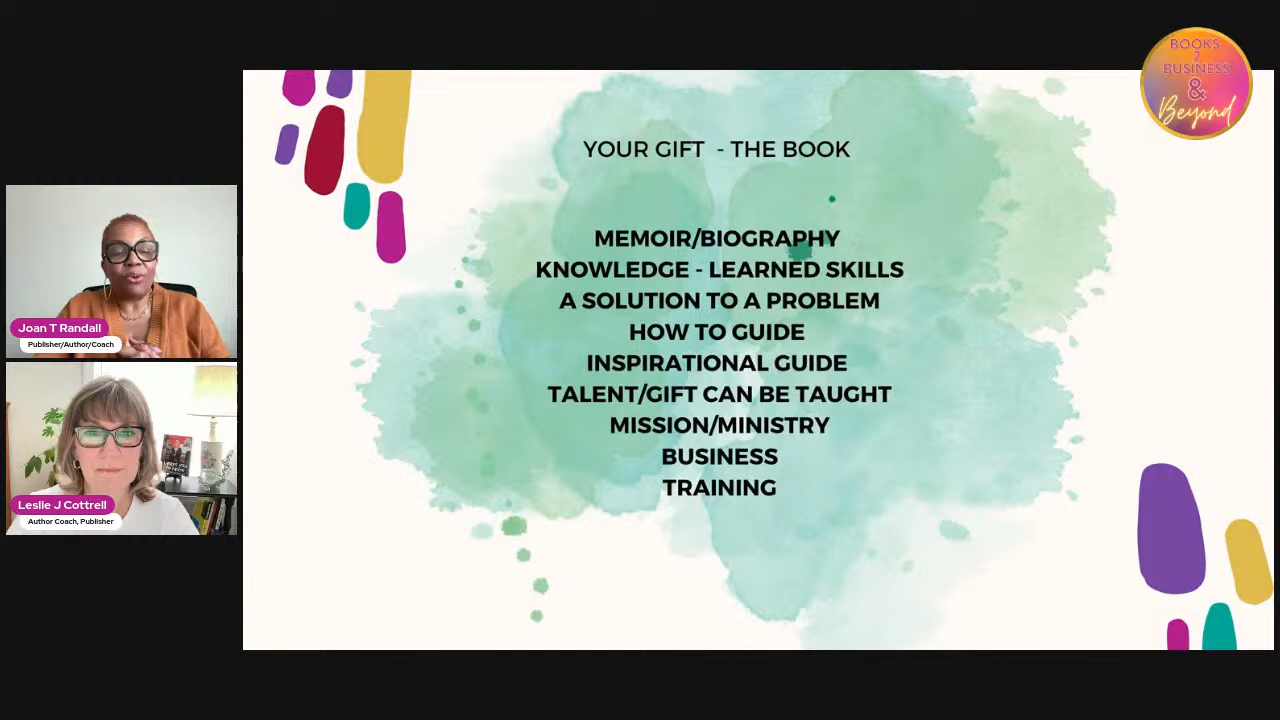 BOOKS
2
BUSINESS
&
Beyond
YOUR GIFT - THE BOOK
MEMOIR/BIOGRAPHY
KNOWLEDGE - LEARNED SKILLS
A SOLUTION TO A PROBLEM
HOW TO GUIDE
INSPIRATIONAL GUIDE
TALENT/GIFT CAN BE TAUGHT
MISSION/MINISTRY
BUSINESS
TRAINING
Joan T Randall
Publisher/Author/Coach
Leslie J Cottrell
Author Coach, Publisher